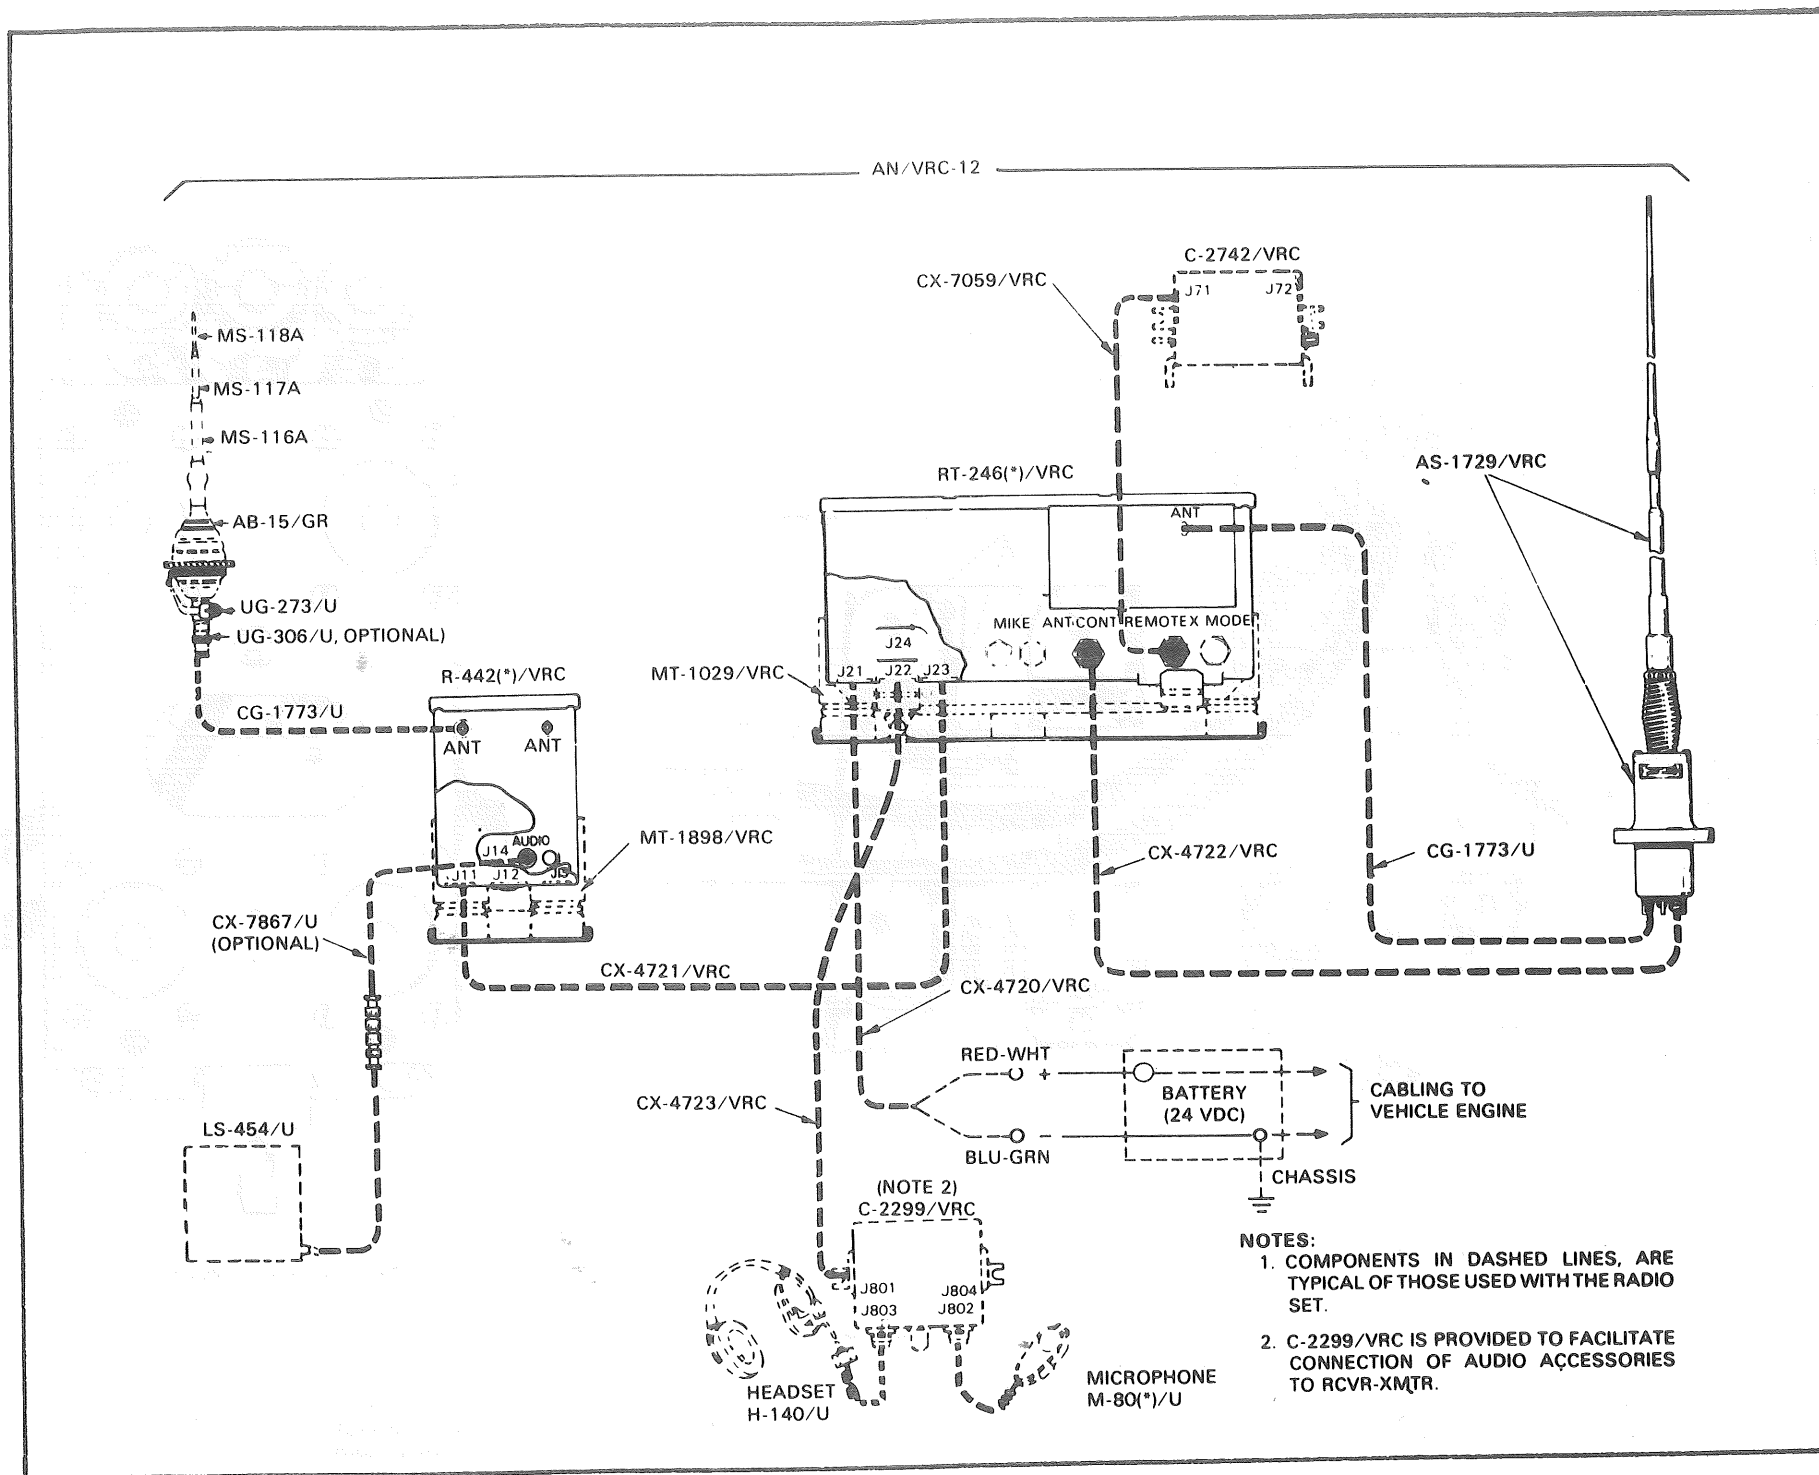 AN/VRC-12
C-2742/VRC
CX-7059/VRC
J71
J72
MS-118A
MS-117A
MS-116A
AB-15/GR
UG-273/U
UG-306/U, OPTIONAL)
R-442(*)/VRC
CG-1773/U
ANT
ANT
AUDIO
J14
J11
J12
MT-1898/VRC
CX-7867/U
(OPTIONAL)
LS-454/U
RT-246(*)/VRC
ANT
MIKE
ANT·CONT
REMOTE
X MODE
J24
J21
J22
J23
MT-1029/VRC
AS-1729/VRC
CX-4722/VRC
CG-1773/U
CX-4721/VRC
CX-4720/VRC
CX-4723/VRC
RED-WHT
+
BATTERY
(24 VDC)
-
BLU-GRN
CABLING TO
VEHICLE ENGINE
CHASSIS
(NOTE 2)
C-2299/VRC
J801
J804
J803
J802
HEADSET
H-140/U
MICROPHONE
M-80(*)/U
NOTES:
1. COMPONENTS IN DASHED LINES, ARE
TYPICAL OF THOSE USED WITH THE RADIO
SET.
2. C-2299/VRC IS PROVIDED TO FACILITATE
CONNECTION OF AUDIO ACCESSORIES
TO RCVR-XMTR.